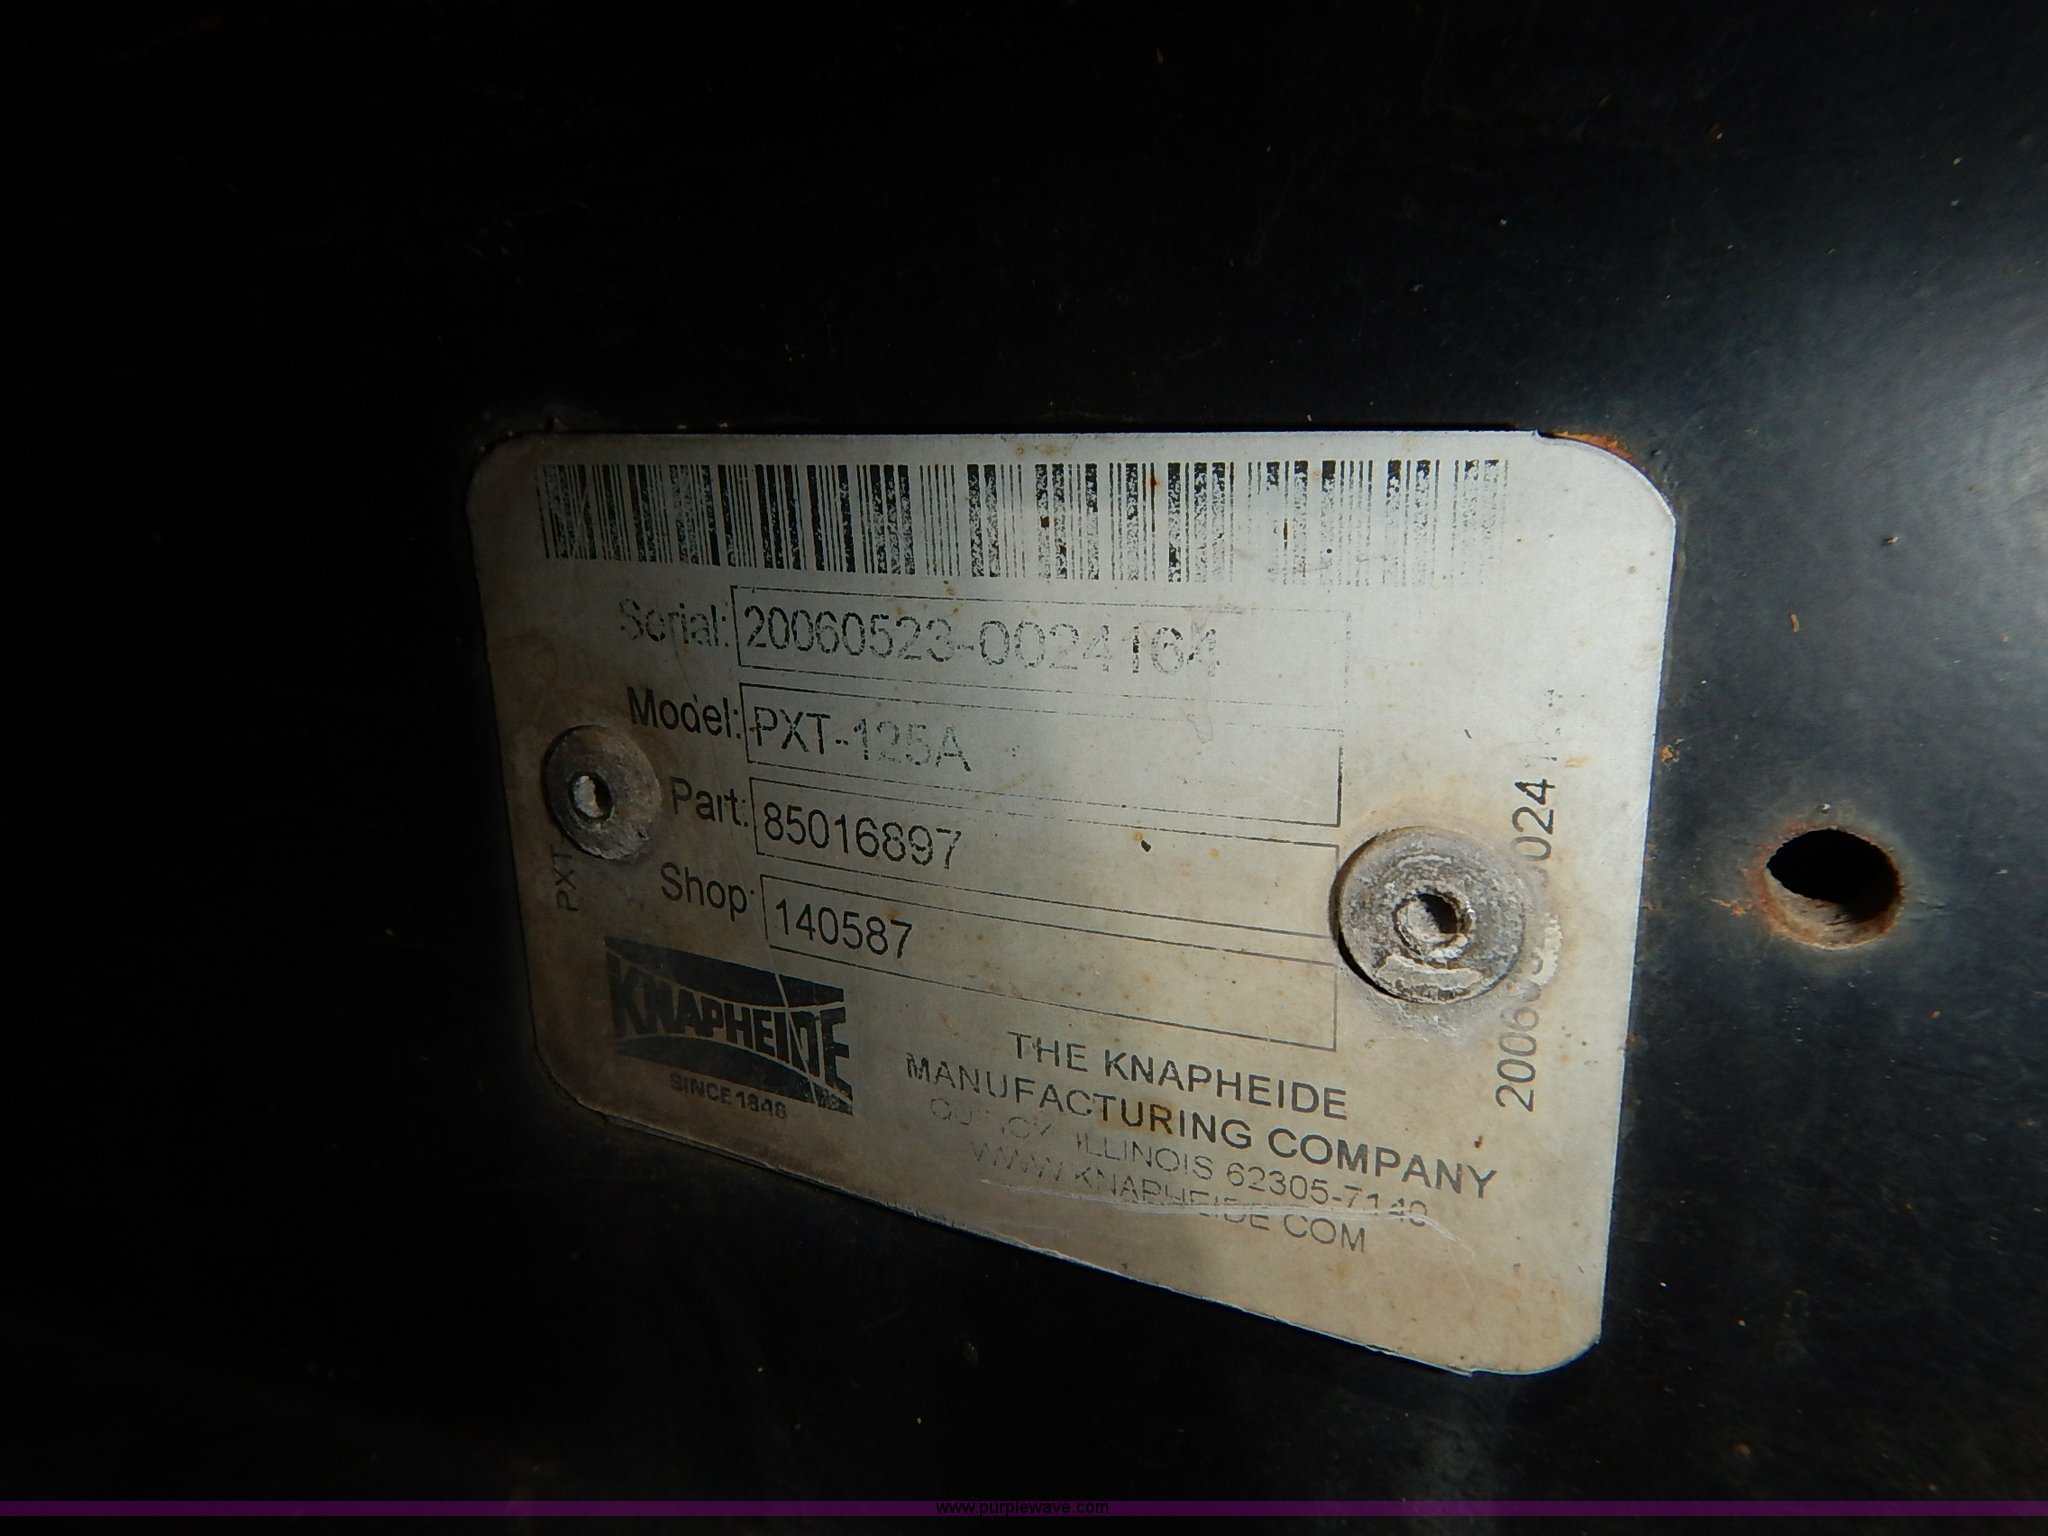 Serial: 20060523-0024164
Model: PXT-125A
Part: 85016897
Shop 140587
PXT
KNAPHEIDE
SINCE 1848
THE KNAPHEIDE
MANUFACTURING COMPANY
QUINCY, ILLINOIS 62305-7140
WWW.KNAPHEIDE.COM
www.purplewave.com